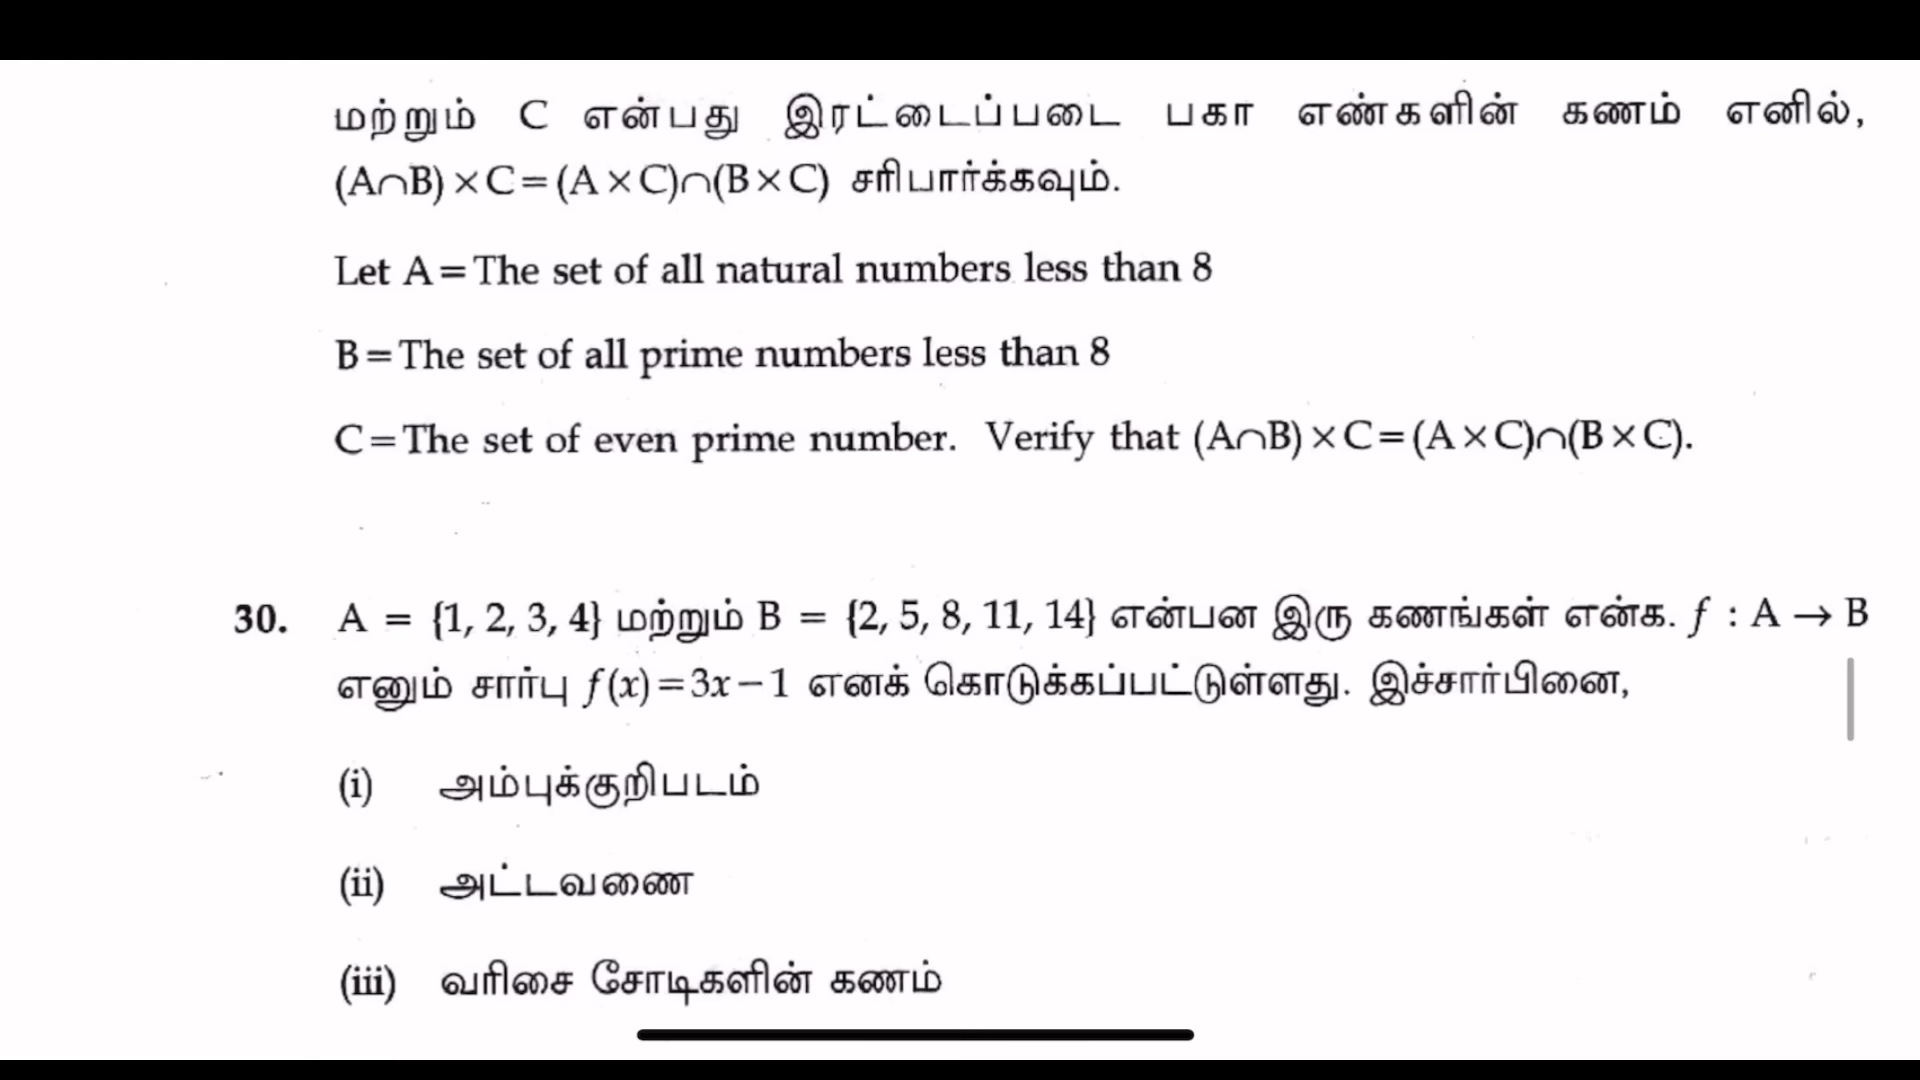 மற்றும் C என்பது இரட்டைப்படை பகா எண்களின் கணம் எனில்,
(A∩B)×C=(A×C)∩(B×C) சரிபார்க்கவும்.
Let A=The set of all natural numbers less than 8
B=The set of all prime numbers less than 8
C=The set of even prime number. Verify that (A∩B)×C=(A×C)∩(B×C).
30. A = {1, 2, 3, 4} மற்றும் B = {2, 5, 8, 11, 14} என்பன இரு கணங்கள் என்க. f : A → B
எனும் சார்பு f(x)=3x−1 எனக் கொடுக்கப்பட்டுள்ளது. இச்சார்பினை,
(i) அம்புக்குறிபடம்
(ii) அட்டவணை
(iii) வரிசை சோடிகளின் கணம்